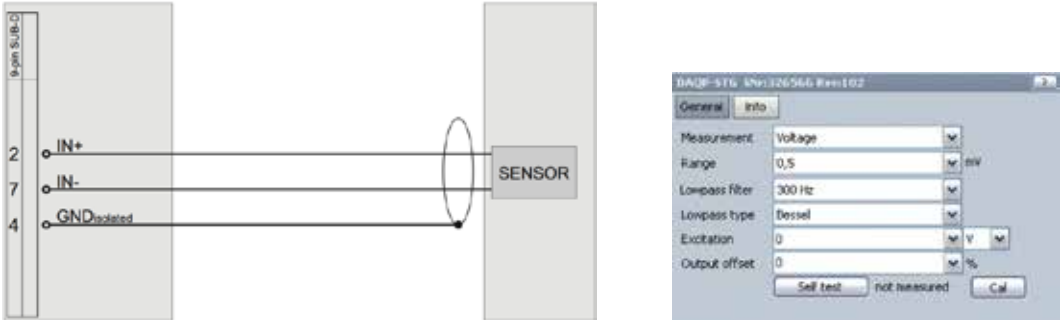 9-pin SUB-D
2 IN+
7 IN-
4 GNDisolated
SENSOR
DAQP-STG SNr:326566 Rev:102
General Info
Measurement Voltage
Range 0,5 mV
Lowpass filter 300 Hz
Lowpass type Bessel
Excitation 0 V
Output offset 0 %
Self test not measured Cal